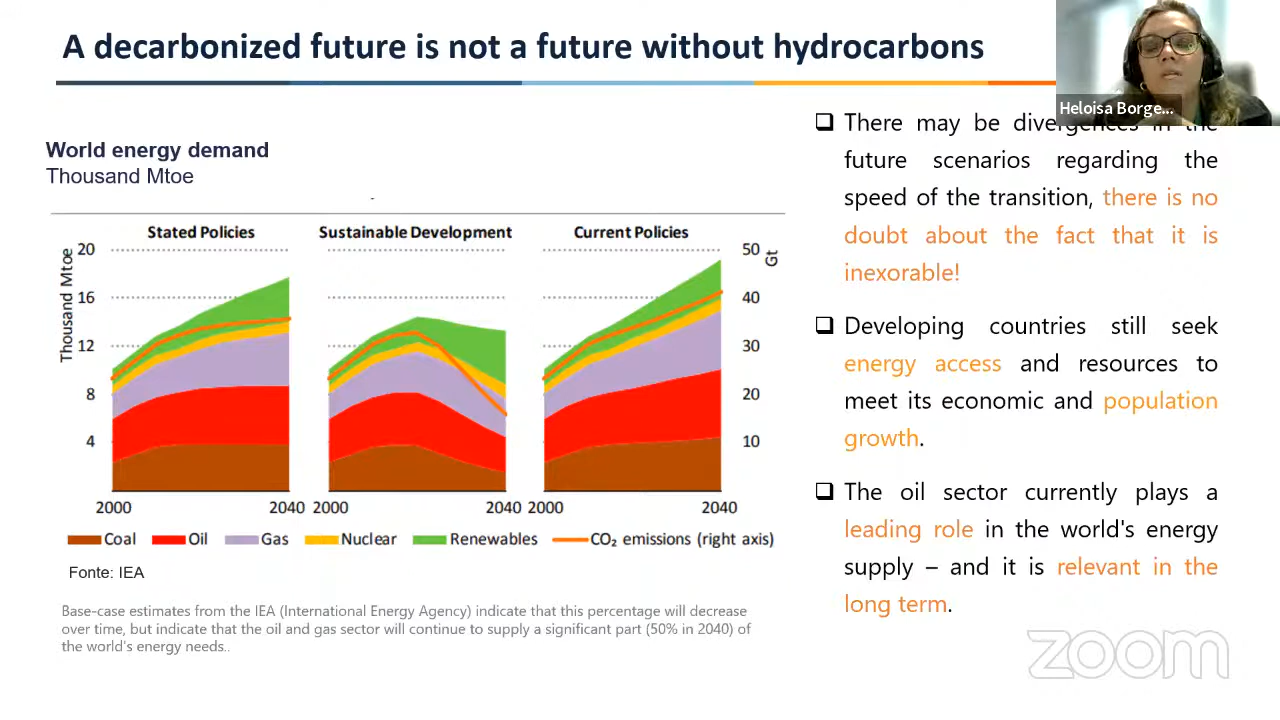 A decarbonized future is not a future without hydrocarbons
Heloisa Borge...
World energy demand
Thousand Mtoe
Stated Policies
Sustainable Development
Current Policies
Thousand Mtoe
20
16
12
8
4
50
Gt
40
30
20
10
2000
2040
2000
2040
2000
2040
Coal
Oil
Gas
Nuclear
Renewables
CO₂ emissions (right axis)
Fonte: IEA
Base-case estimates from the IEA (International Energy Agency) indicate that this percentage will decrease
over time, but indicate that the oil and gas sector will continue to supply a significant part (50% in 2040) of
the world's energy needs..
There may be divergences in the
future scenarios regarding the
speed of the transition, there is no
doubt about the fact that it is
inexorable!
Developing countries still seek
energy access and resources to
meet its economic and population
growth.
The oil sector currently plays a
leading role in the world's energy
supply – and it is relevant in the
long term.
zoom